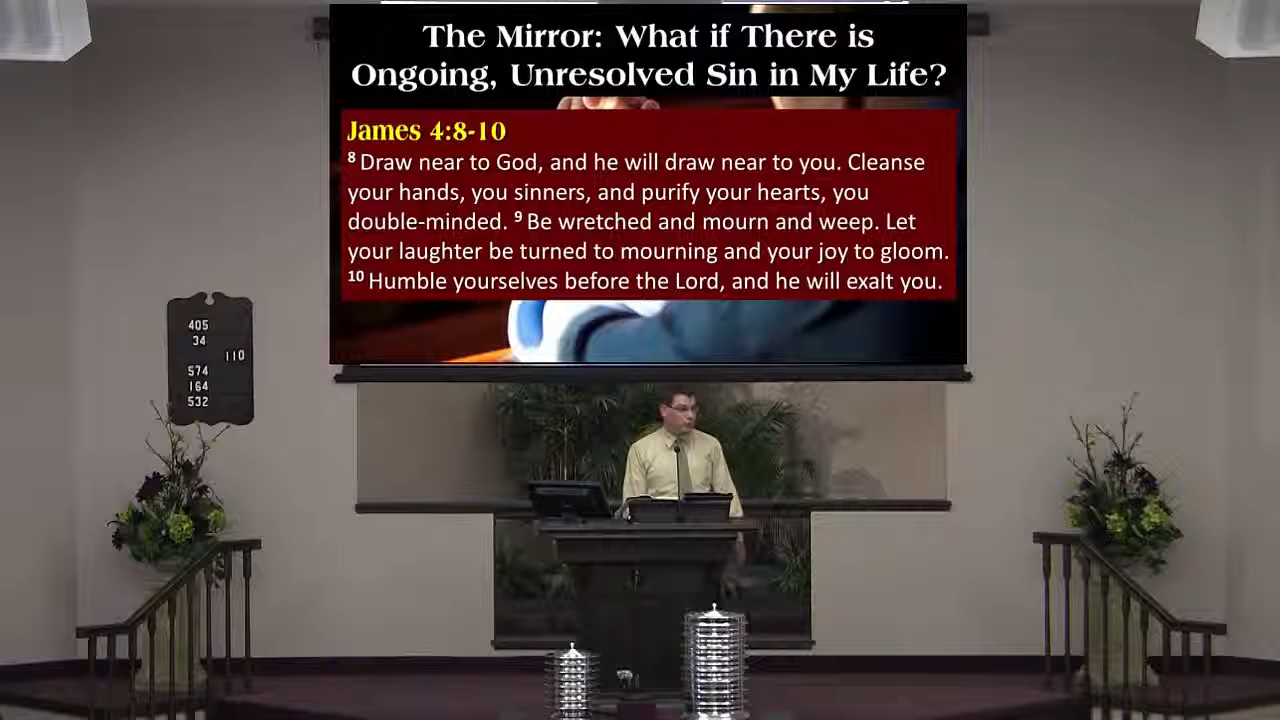 The Mirror: What if There is
Ongoing, Unresolved Sin in My Life?
James 4:8-10
8 Draw near to God, and he will draw near to you. Cleanse
your hands, you sinners, and purify your hearts, you
double-minded. 9 Be wretched and mourn and weep. Let
your laughter be turned to mourning and your joy to gloom.
10 Humble yourselves before the Lord, and he will exalt you.
405
34
110
574
164
532